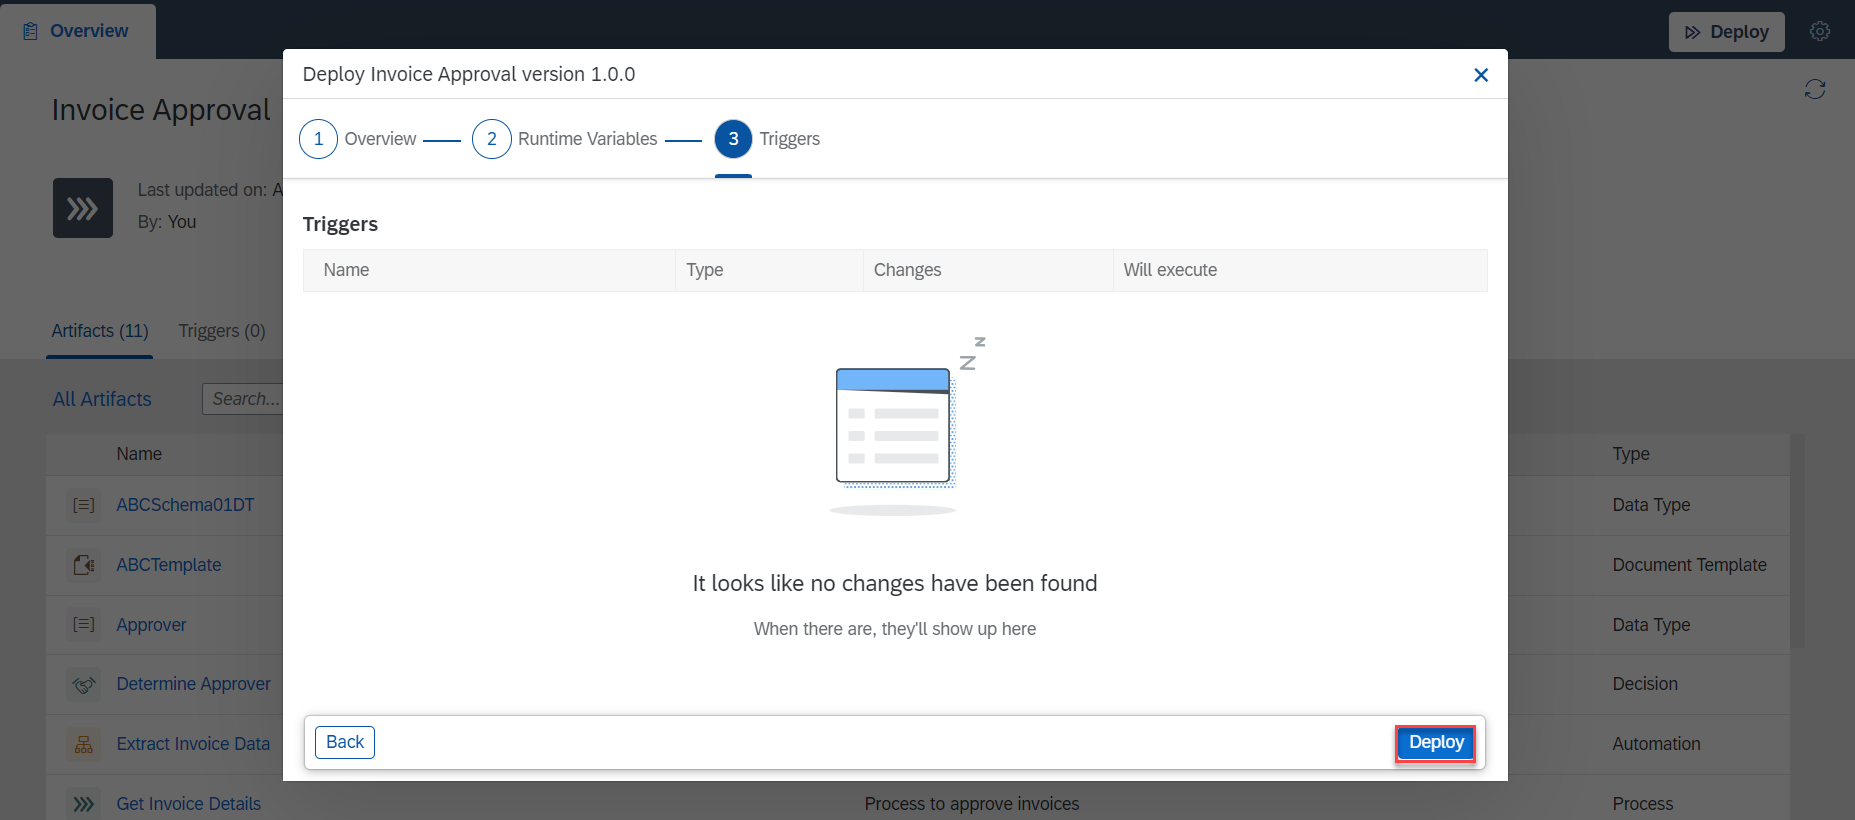 Overview
Deploy
Deploy Invoice Approval version 1.0.0
Invoice Approval
1 Overview 2 Runtime Variables 3 Triggers
Last updated on: A
By: You
Triggers
Name Type Changes Will execute
Artifacts (11) Triggers (0)
z
Z
All Artifacts Search...
Name Type
ABCSchema01DT Data Type
ABCTemplate Document Template
It looks like no changes have been found
When there are, they'll show up here
Approver Data Type
Determine Approver Decision
Back Deploy
Extract Invoice Data Automation
Get Invoice Details Process to approve invoices Process